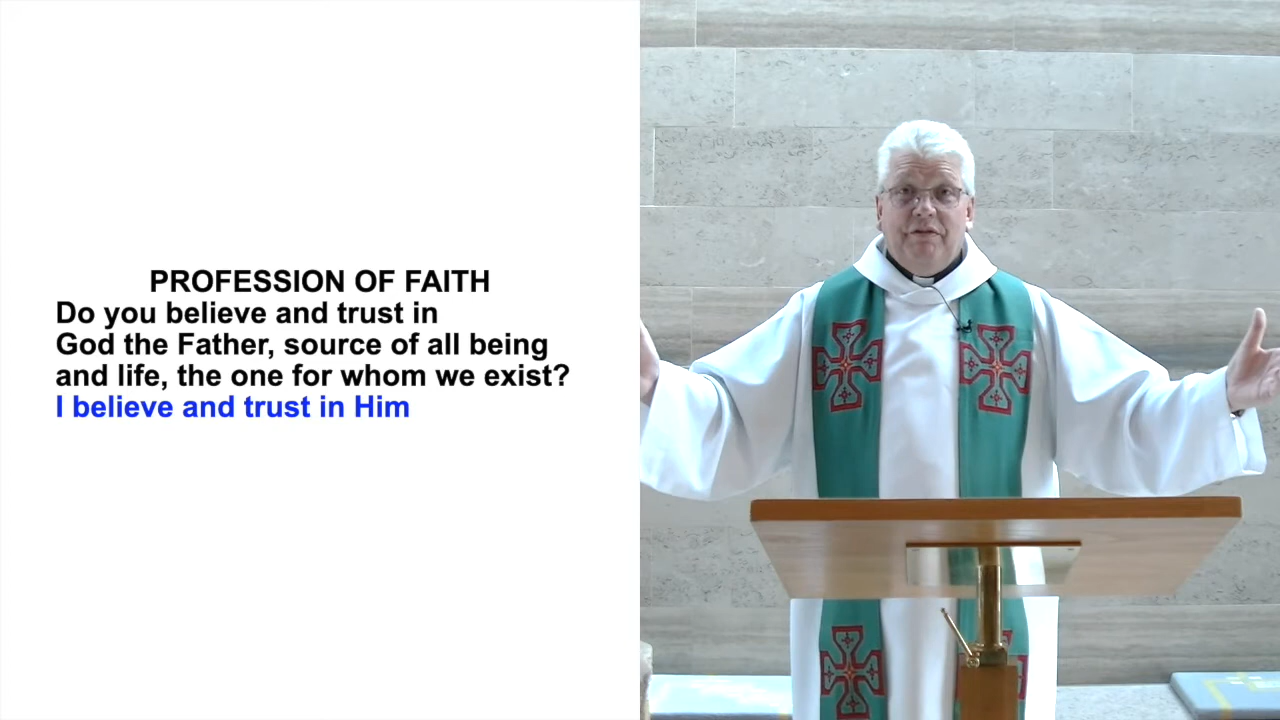 PROFESSION OF FAITH
Do you believe and trust in
God the Father, source of all being
and life, the one for whom we exist?
I believe and trust in Him